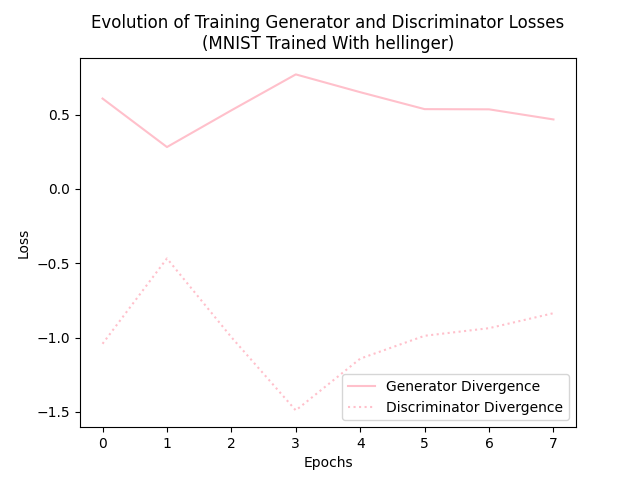 Evolution of Training Generator and Discriminator Losses
(MNIST Trained With hellinger)
Loss
0.5
0.0
−0.5
−1.0
−1.5
Generator Divergence
Discriminator Divergence
0 1 2 3 4 5 6 7
Epochs